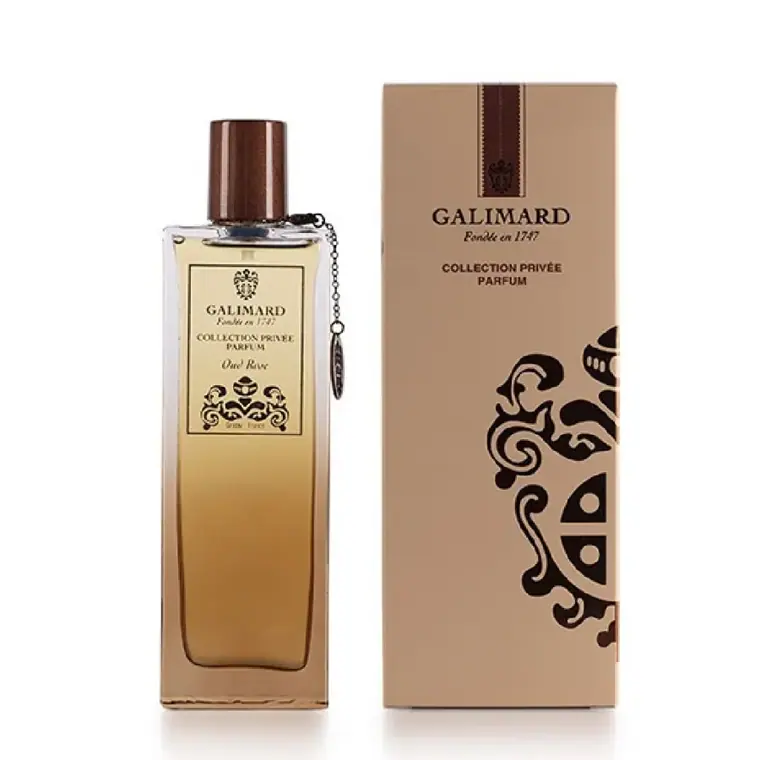 GALIMARD
Fondée en 1747
COLLECTION PRIVÉE
PARFUM
Oud Rose
GALIMARD
Fondée en 1747
COLLECTION PRIVÉE
PARFUM